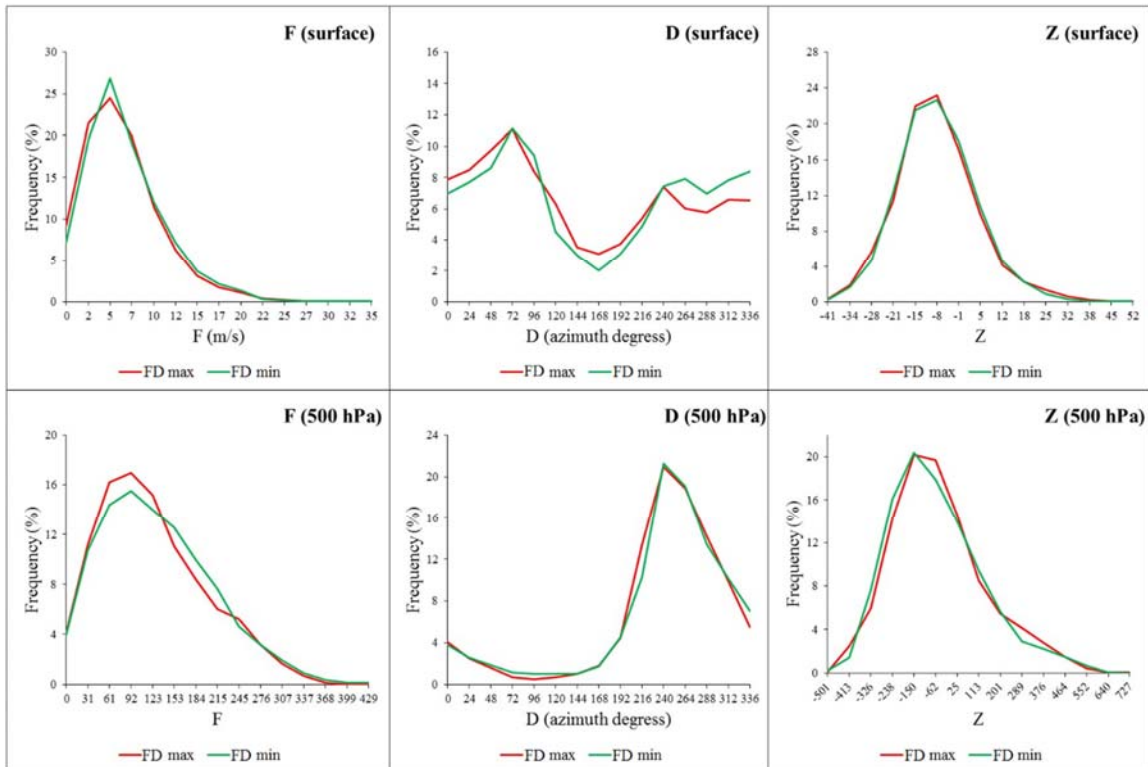 F (surface)
Frequency (%)
30
25
20
15
10
5
0
0 2 5 7 10 12 15 17 20 22 25 27 30 32 35
F (m/s)
FD max FD min
D (surface)
Frequency (%)
16
14
12
10
8
6
4
2
0
0 24 48 72 96 120 144 168 192 216 240 264 288 312 336
D (azimuth degress)
FD max FD min
Z (surface)
Frequency (%)
28
24
20
16
12
8
4
0
-41 -34 -28 -21 -15 -8 -1 5 12 18 25 32 38 45 52
Z
FD max FD min
F (500 hPa)
Frequency (%)
20
16
12
8
4
0
0 31 61 92 123 153 184 215 245 276 307 337 368 399 429
F
FD max FD min
D (500 hPa)
Frequency (%)
24
20
16
12
8
4
0
0 24 48 72 96 120 144 168 192 216 240 264 288 312 336
D (azimuth degree)
FD max FD min
Z (500 hPa)
Frequency (%)
20
16
12
8
4
0
-501 -413 -326 -238 -150 -62 25 113 201 289 376 464 552 640 727
Z
FD max FD min